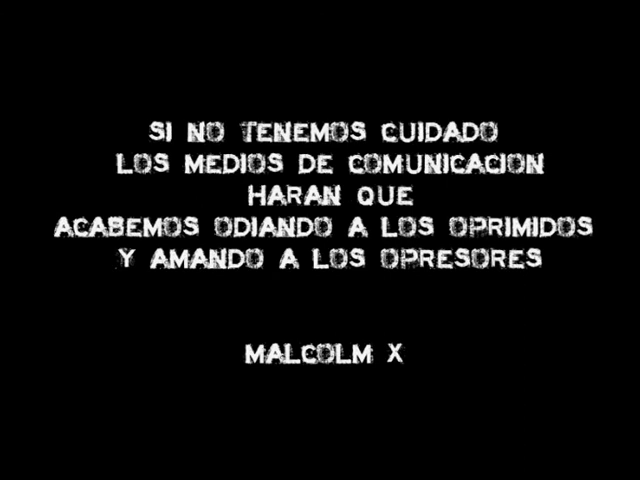 SI NO TENEMOS CUIDADO
LOS MEDIOS DE COMUNICACION
HARAN QUE
ACABEMOS ODIANDO A LOS OPRIMIDOS
Y AMANDO A LOS OPRESORES
MALCOLM X